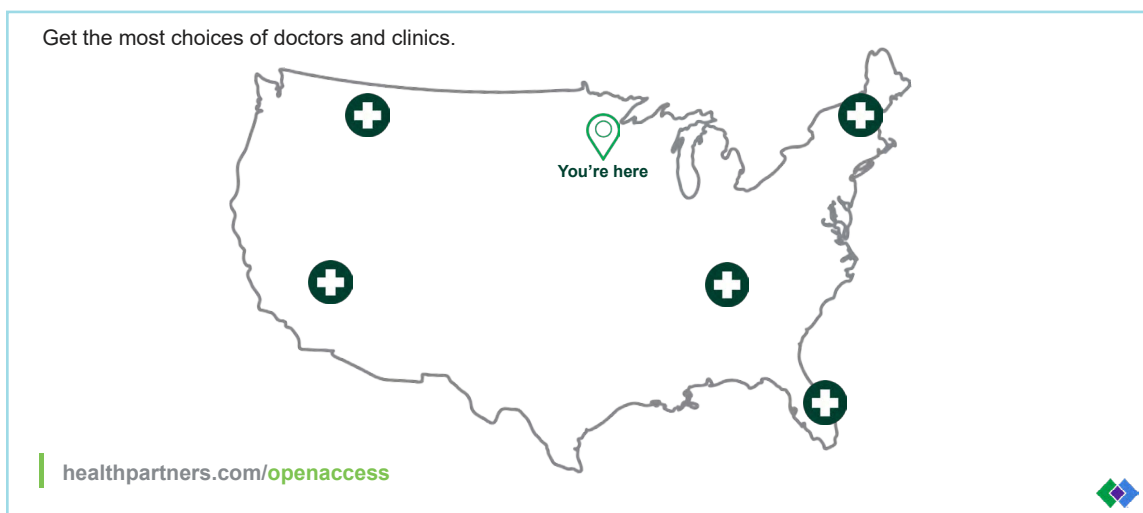 Get the most choices of doctors and clinics.
You’re here
healthpartners.com/openaccess